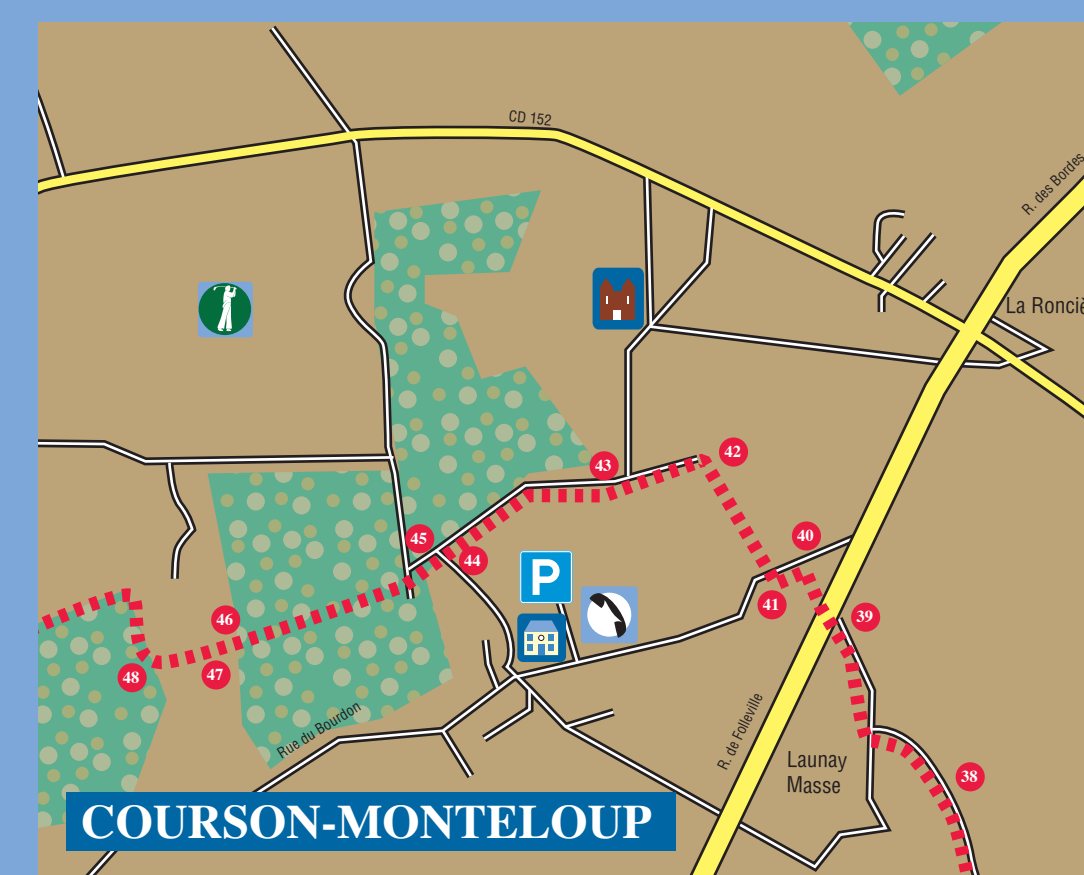 CD 152
R. des Bordes
La Ronciè
43
42
45
44
40
41
39
46
47
48
Rue du Bourdon
R. de Folleville
Launay
Masse
38
P
COURSON-MONTELOUP